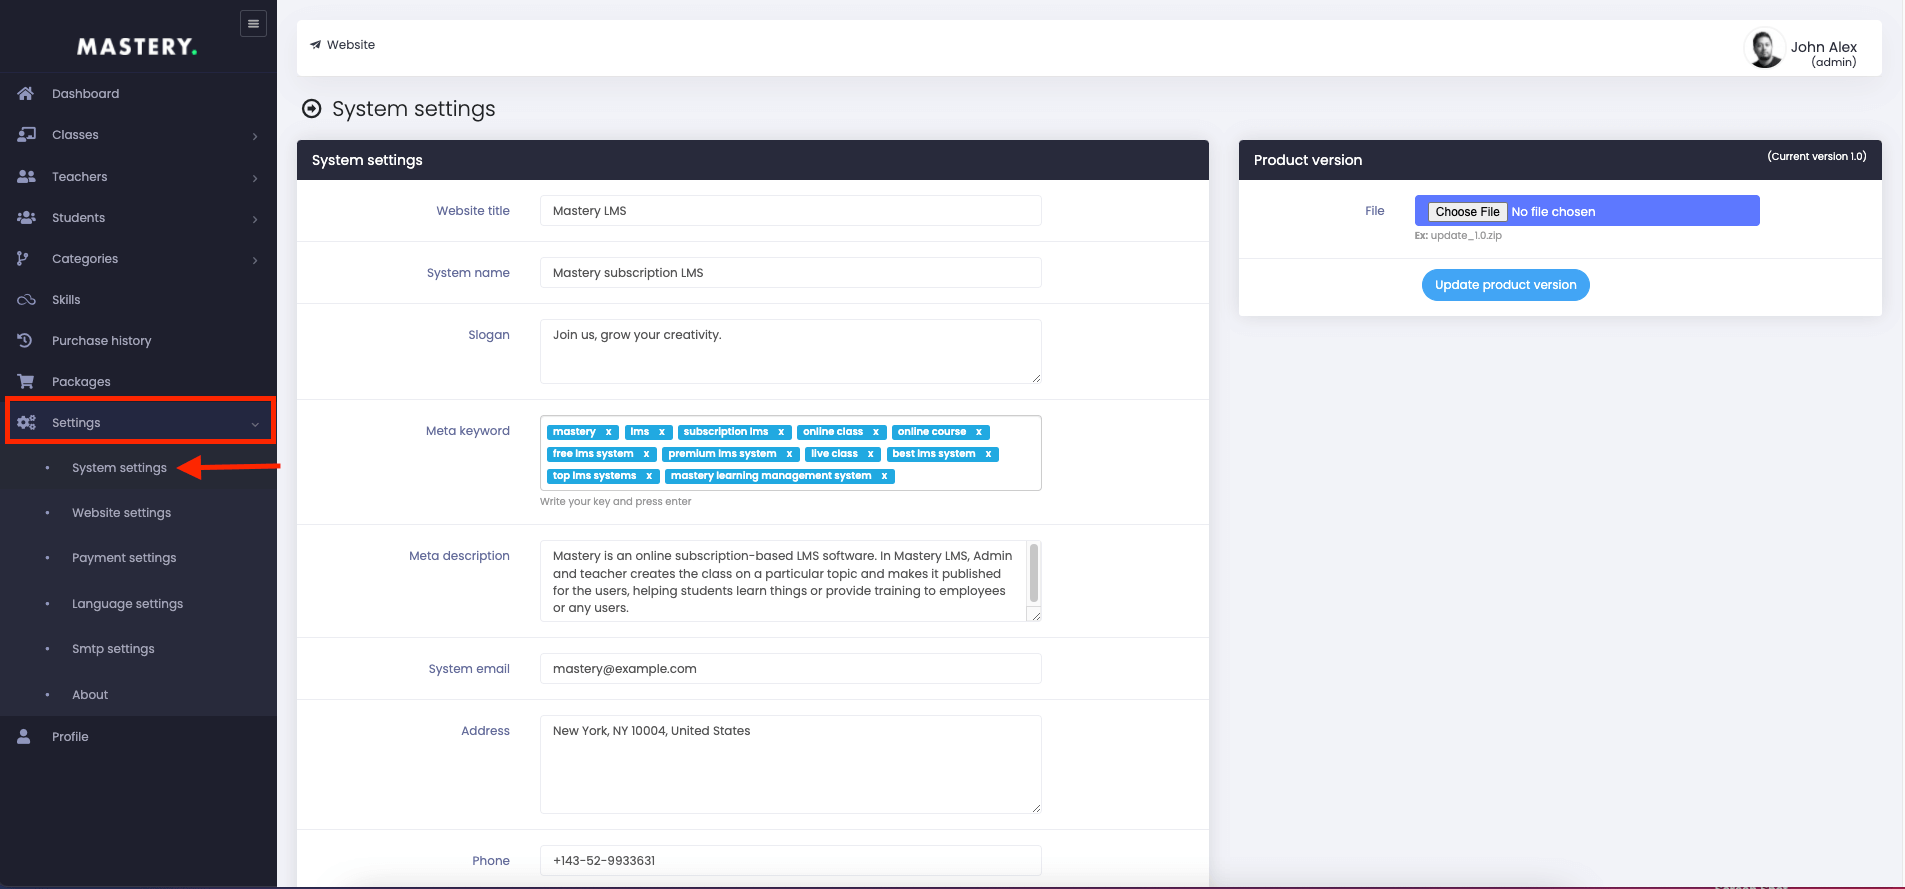 MASTERY.
Dashboard
Classes
Teachers
Students
Categories
Skills
Purchase history
Packages
Settings
System settings
Website settings
Payment settings
Language settings
Smtp settings
About
Profile
Website
John Alex
(admin)
System settings
System settings
Website title
Mastery LMS
System name
Mastery subscription LMS
Slogan
Join us, grow your creativity.
Meta keyword
mastery x lms x subscription lms x online class x online course x
free lms system x premium lms system x live class x best lms system x
top lms systems x mastery learning management system x
Write your key and press enter
Meta description
Mastery is an online subscription-based LMS software. In Mastery LMS, Admin
and teacher creates the class on a particular topic and makes it published
for the users, helping students learn things or provide training to employees
or any users.
System email
mastery@example.com
Address
New York, NY 10004, United States
Phone
+143-52-9933631
Product version
(Current version 1.0)
File
Choose File No file chosen
Ex: update_1.0.zip
Update product version